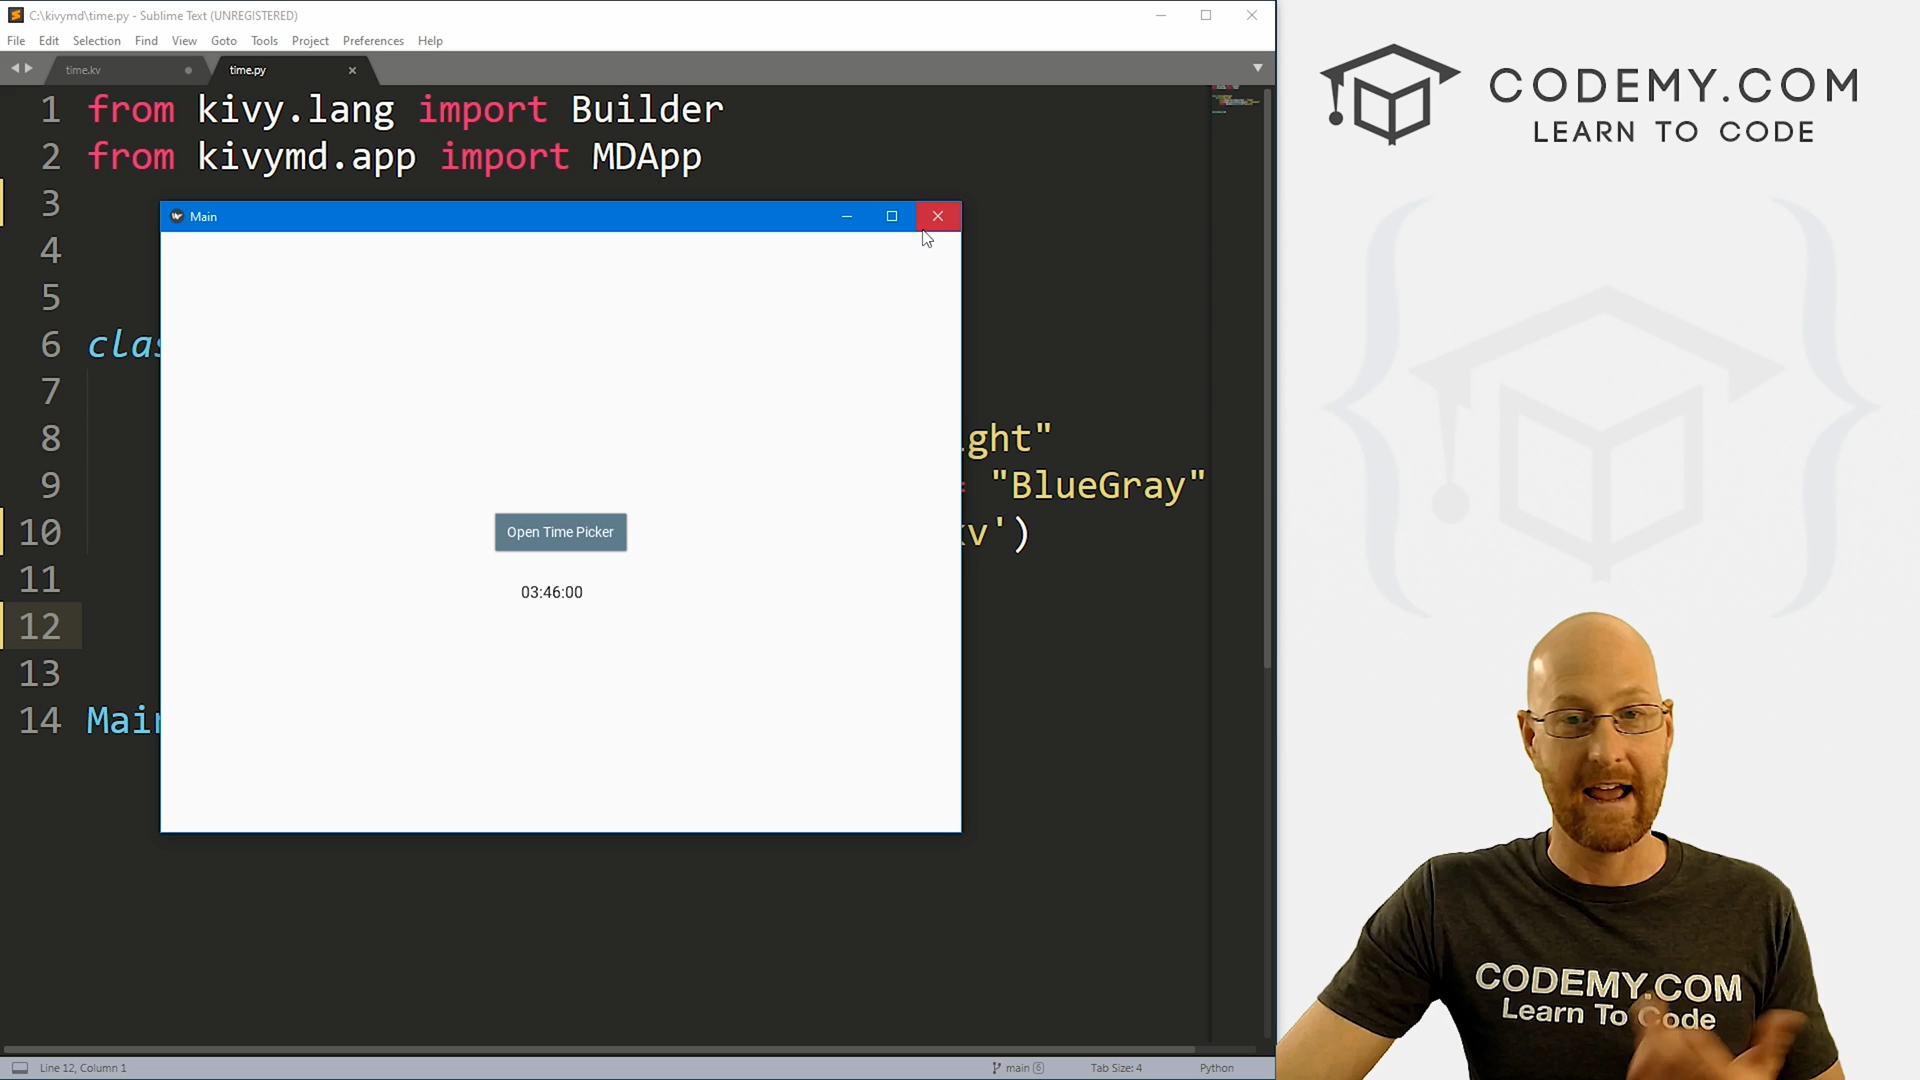 C:\kivymd\time.py - Sublime Text (UNREGISTERED)
File Edit Selection Find View Goto Tools Project Preferences Help
time.kv time.py
1 from kivy.lang import Builder
2 from kivymd.app import MDApp
3
Main
4
5
6 clas
7
8 ght"
9 = "BlueGray"
10 kv')
Open Time Picker
11
03:46:00
12
13
14 Main
Line 12, Column 1
main 6
Tab Size: 4
Python
CODEMY.COM
LEARN TO CODE
CODEMY.COM
Learn To Code